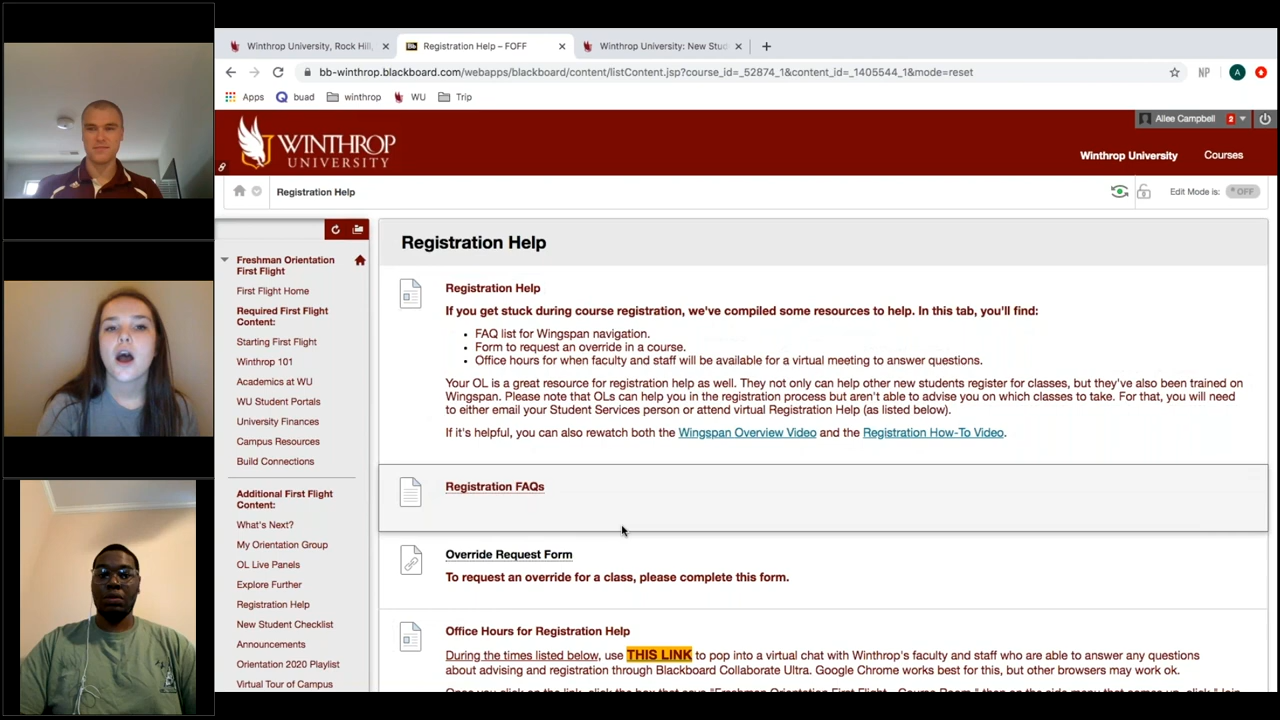 Winthrop University, Rock Hill,
Registration Help – FOFF
Winthrop University: New Stud
bb-winthrop.blackboard.com/webapps/blackboard/content/listContent.jsp?course_id=_52874_1&content_id=_1405544_1&mode=reset
NP
A
Apps
buad
winthrop
WU
Trip
WINTHROP
UNIVERSITY
Ailee Campbell
2
Winthrop University
Courses
Registration Help
Edit Mode is:
OFF
Freshman Orientation
First Flight
First Flight Home
Required First Flight
Content:
Starting First Flight
Winthrop 101
Academics at WU
WU Student Portals
University Finances
Campus Resources
Build Connections
Additional First Flight
Content:
What's Next?
My Orientation Group
OL Live Panels
Explore Further
Registration Help
New Student Checklist
Announcements
Orientation 2020 Playlist
Virtual Tour of Campus
Registration Help
Registration Help
If you get stuck during course registration, we've compiled some resources to help. In this tab, you'll find:
• FAQ list for Wingspan navigation.
• Form to request an override in a course.
• Office hours for when faculty and staff will be available for a virtual meeting to answer questions.
Your OL is a great resource for registration help as well. They not only can help other new students register for classes, but they've also been trained on
Wingspan. Please note that OLs can help you in the registration process but aren't able to advise you on which classes to take. For that, you will need
to either email your Student Services person or attend virtual Registration Help (as listed below).
If it's helpful, you can also rewatch both the Wingspan Overview Video and the Registration How-To Video.
Registration FAQs
Override Request Form
To request an override for a class, please complete this form.
Office Hours for Registration Help
During the times listed below, use THIS LINK to pop into a virtual chat with Winthrop's faculty and staff who are able to answer any questions
about advising and registration through Blackboard Collaborate Ultra. Google Chrome works best for this, but other browsers may work ok.